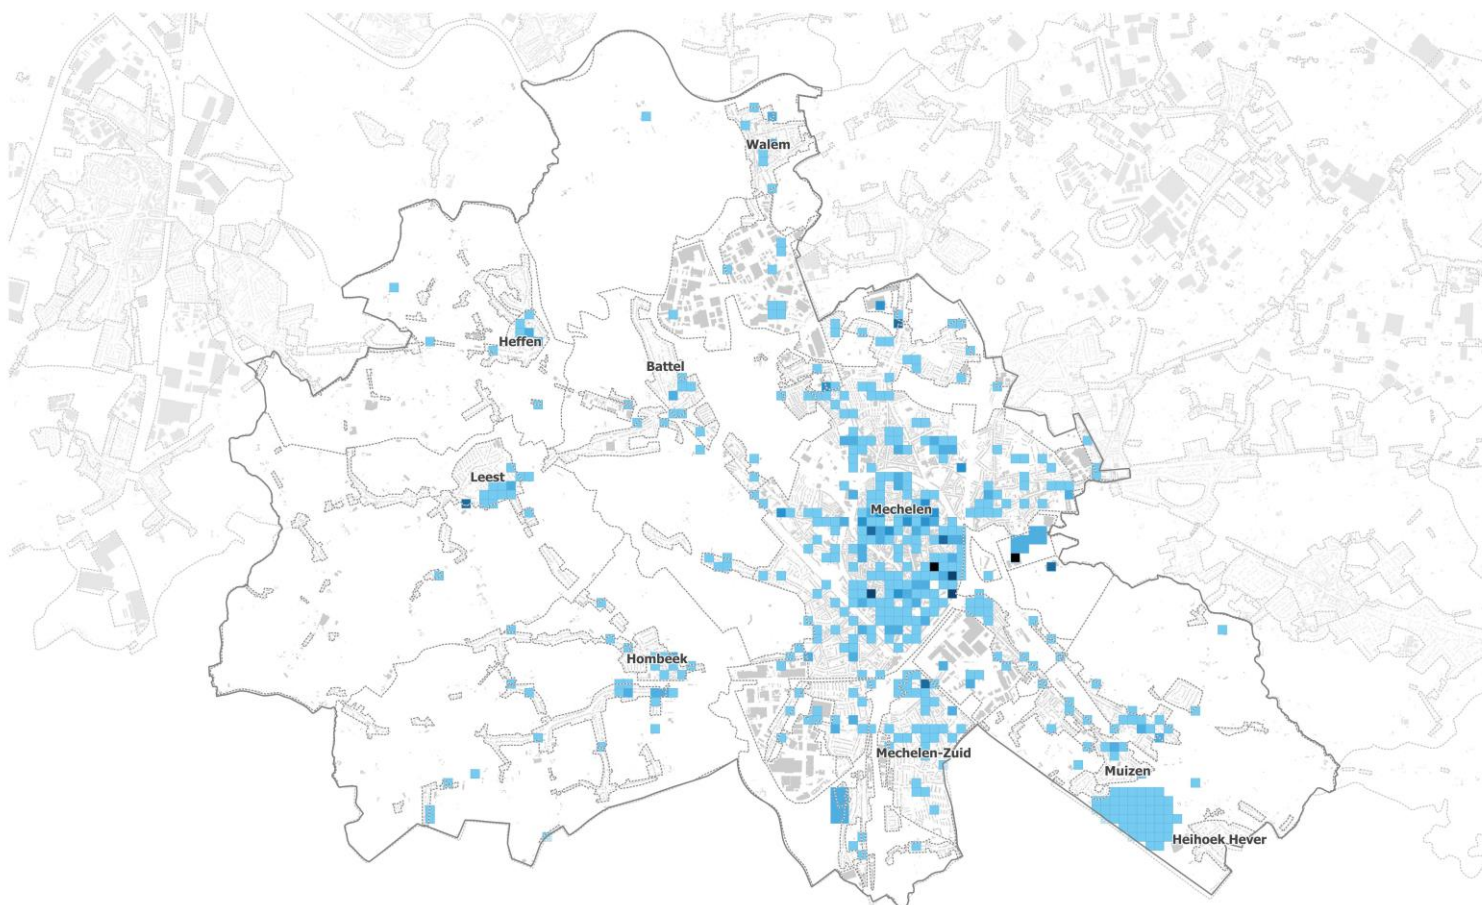 Walem
Heffen
Battel
Leest
Mechelen
Hombeek
Mechelen-Zuid
Muizen
Heihoek Hever